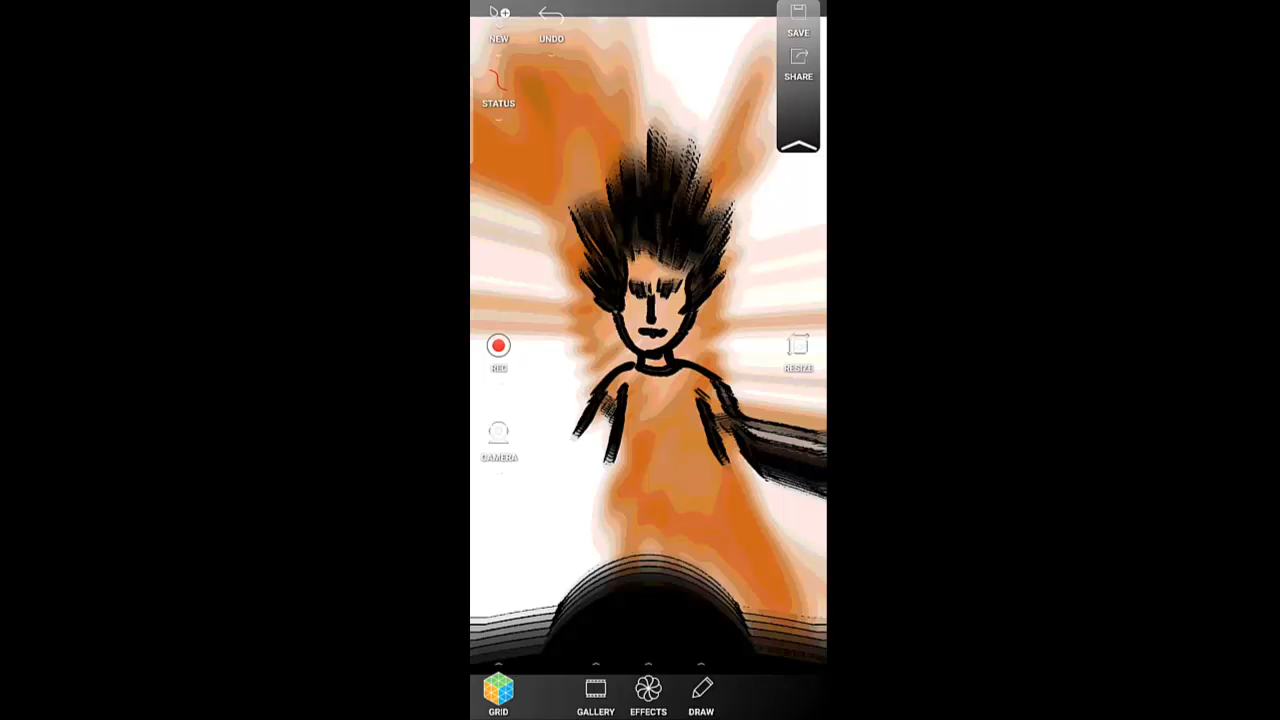 NEW
UNDO
SAVE
SHARE
STATUS
REC
RESIZE
CAMERA
GRID
GALLERY
EFFECTS
DRAW